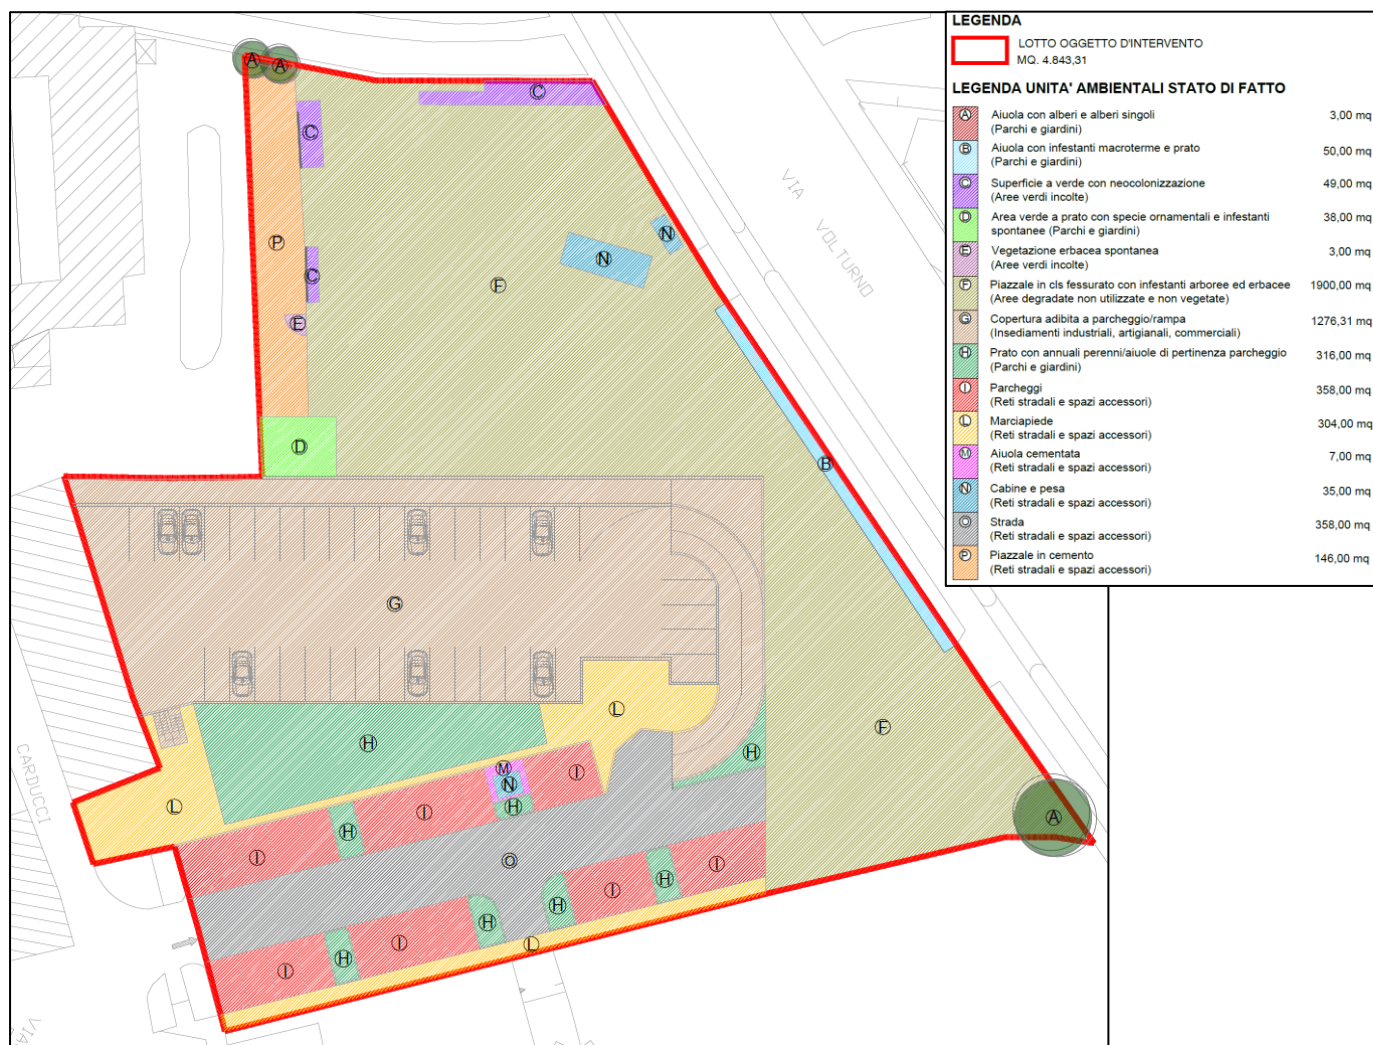 LEGENDA
LOTTO OGGETTO D'INTERVENTO
MQ. 4.843,31
LEGENDA UNITA' AMBIENTALI STATO DI FATTO
A Aiuola con alberi e alberi singoli 3,00 mq
(Parchi e giardini)
B Aiuola con infestanti macroterme e prato 50,00 mq
(Parchi e giardini)
C Superficie a verde con neocolonizzazione 49,00 mq
(Aree verdi incolte)
D Area verde a prato con specie ornamentali e infestanti 38,00 mq
spontanee (Parchi e giardini)
E Vegetazione erbacea spontanea 3,00 mq
(Aree verdi incolte)
F Piazzale in cls fessurato con infestanti arboree ed erbacee 1900,00 mq
(Aree degradate non utilizzate e non vegetate)
G Copertura adibita a parcheggio/rampa 1276,31 mq
(Insediamenti industriali, artigianali, commerciali)
H Prato con annuali perenni/aiuole di pertinenza parcheggio 316,00 mq
(Parchi e giardini)
I Parcheggi 358,00 mq
(Reti stradali e spazi accessori)
L Marciapiede 304,00 mq
(Reti stradali e spazi accessori)
M Aiuola cementata 7,00 mq
(Reti stradali e spazi accessori)
N Cabine e pesa 35,00 mq
(Reti stradali e spazi accessori)
O Strada 358,00 mq
(Reti stradali e spazi accessori)
P Piazzale in cemento 146,00 mq
(Reti stradali e spazi accessori)
A
A
C
C
VIA VOLTURNO
P
N
N
C
F
E
D
B
G
L
H
F
H
M
I
N
CARDUCCI
L
I
H
A
H
I
O
I
H
I
H
H
I
L
H
I
VIA